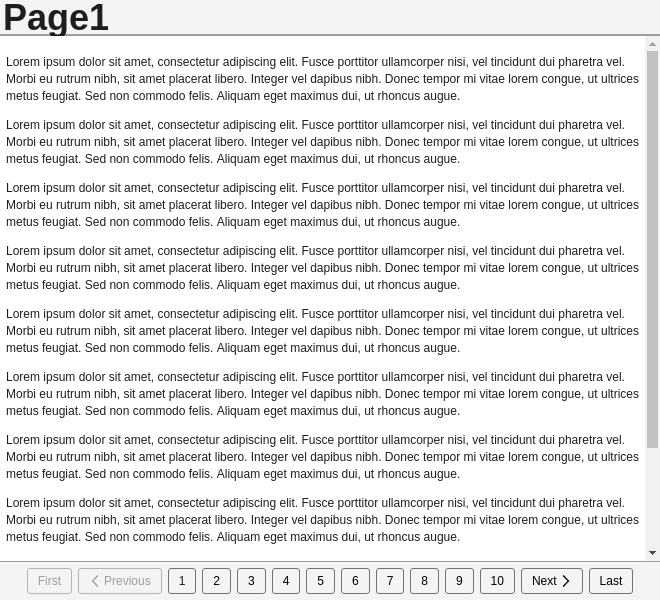 Page1
Lorem ipsum dolor sit amet, consectetur adipiscing elit. Fusce porttitor ullamcorper nisi, vel tincidunt dui pharetra vel.
Morbi eu rutrum nibh, sit amet placerat libero. Integer vel dapibus nibh. Donec tempor mi vitae lorem congue, ut ultrices
metus feugiat. Sed non commodo felis. Aliquam eget maximus dui, ut rhoncus augue.
Lorem ipsum dolor sit amet, consectetur adipiscing elit. Fusce porttitor ullamcorper nisi, vel tincidunt dui pharetra vel.
Morbi eu rutrum nibh, sit amet placerat libero. Integer vel dapibus nibh. Donec tempor mi vitae lorem congue, ut ultrices
metus feugiat. Sed non commodo felis. Aliquam eget maximus dui, ut rhoncus augue.
Lorem ipsum dolor sit amet, consectetur adipiscing elit. Fusce porttitor ullamcorper nisi, vel tincidunt dui pharetra vel.
Morbi eu rutrum nibh, sit amet placerat libero. Integer vel dapibus nibh. Donec tempor mi vitae lorem congue, ut ultrices
metus feugiat. Sed non commodo felis. Aliquam eget maximus dui, ut rhoncus augue.
Lorem ipsum dolor sit amet, consectetur adipiscing elit. Fusce porttitor ullamcorper nisi, vel tincidunt dui pharetra vel.
Morbi eu rutrum nibh, sit amet placerat libero. Integer vel dapibus nibh. Donec tempor mi vitae lorem congue, ut ultrices
metus feugiat. Sed non commodo felis. Aliquam eget maximus dui, ut rhoncus augue.
Lorem ipsum dolor sit amet, consectetur adipiscing elit. Fusce porttitor ullamcorper nisi, vel tincidunt dui pharetra vel.
Morbi eu rutrum nibh, sit amet placerat libero. Integer vel dapibus nibh. Donec tempor mi vitae lorem congue, ut ultrices
metus feugiat. Sed non commodo felis. Aliquam eget maximus dui, ut rhoncus augue.
Lorem ipsum dolor sit amet, consectetur adipiscing elit. Fusce porttitor ullamcorper nisi, vel tincidunt dui pharetra vel.
Morbi eu rutrum nibh, sit amet placerat libero. Integer vel dapibus nibh. Donec tempor mi vitae lorem congue, ut ultrices
metus feugiat. Sed non commodo felis. Aliquam eget maximus dui, ut rhoncus augue.
Lorem ipsum dolor sit amet, consectetur adipiscing elit. Fusce porttitor ullamcorper nisi, vel tincidunt dui pharetra vel.
Morbi eu rutrum nibh, sit amet placerat libero. Integer vel dapibus nibh. Donec tempor mi vitae lorem congue, ut ultrices
metus feugiat. Sed non commodo felis. Aliquam eget maximus dui, ut rhoncus augue.
Lorem ipsum dolor sit amet, consectetur adipiscing elit. Fusce porttitor ullamcorper nisi, vel tincidunt dui pharetra vel.
Morbi eu rutrum nibh, sit amet placerat libero. Integer vel dapibus nibh. Donec tempor mi vitae lorem congue, ut ultrices
metus feugiat. Sed non commodo felis. Aliquam eget maximus dui, ut rhoncus augue.
First Previous 1 2 3 4 5 6 7 8 9 10 Next Last